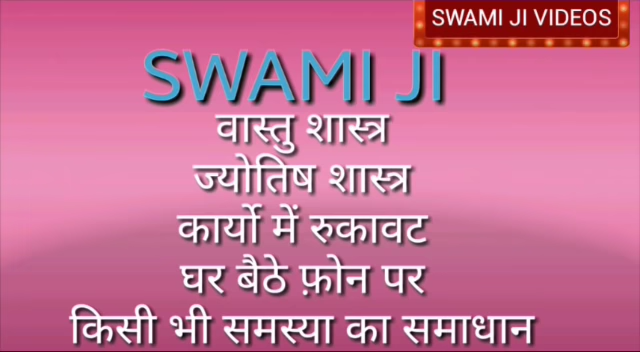 SWAMI JI VIDEOS
SWAMI JI
वास्तु शास्त्र
ज्योतिष शास्त्र
कार्यो में रुकावट
घर बैठे फ़ोन पर
किसी भी समस्या का समाधान